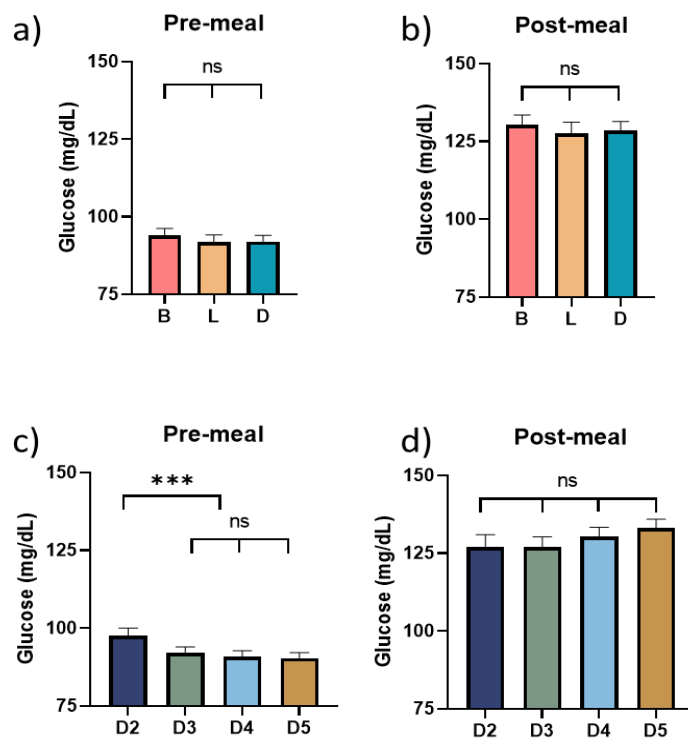 a)
Pre-meal
Glucose (mg/dL)
150
125
100
75
ns
B L D
b)
Post-meal
Glucose (mg/dL)
150
125
100
75
ns
B L D
c)
Pre-meal
Glucose (mg/dL)
150
125
100
75
***
ns
D2 D3 D4 D5
d)
Post-meal
Glucose (mg/dL)
150
125
100
75
ns
D2 D3 D4 D5